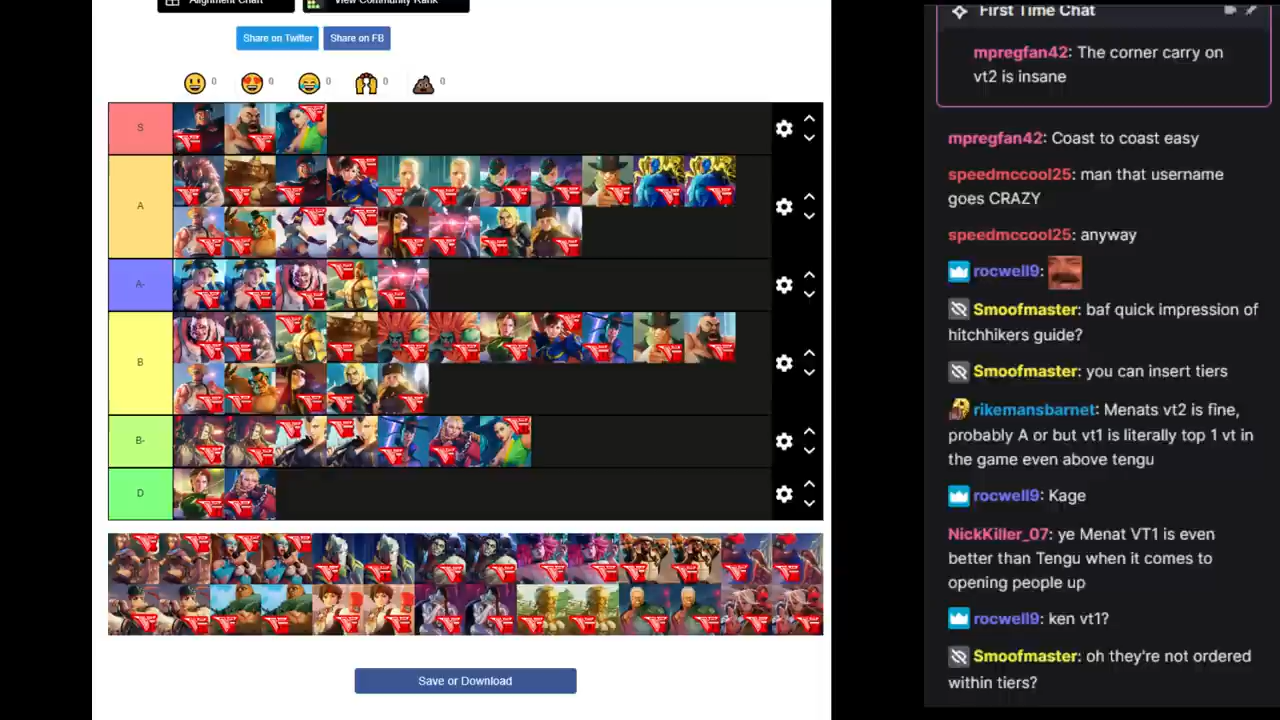 Alignment Chart
View Community Rank
Share on Twitter
Share on FB
0
0
0
0
0
S
A
A-
B
B-
D
Save or Download
First Time Chat
mpregfan42: The corner carry on
vt2 is insane
mpregfan42: Coast to coast easy
speedmccool25: man that username
goes CRAZY
speedmccool25: anyway
rocwell9:
Smoofmaster: baf quick impression of
hitchhikers guide?
Smoofmaster: you can insert tiers
rikemansbarnet: Menats vt2 is fine,
probably A or but vt1 is literally top 1 vt in
the game even above tengu
rocwell9: Kage
NickKiller_07: ye Menat VT1 is even
better than Tengu when it comes to
opening people up
rocwell9: ken vt1?
Smoofmaster: oh they're not ordered
within tiers?